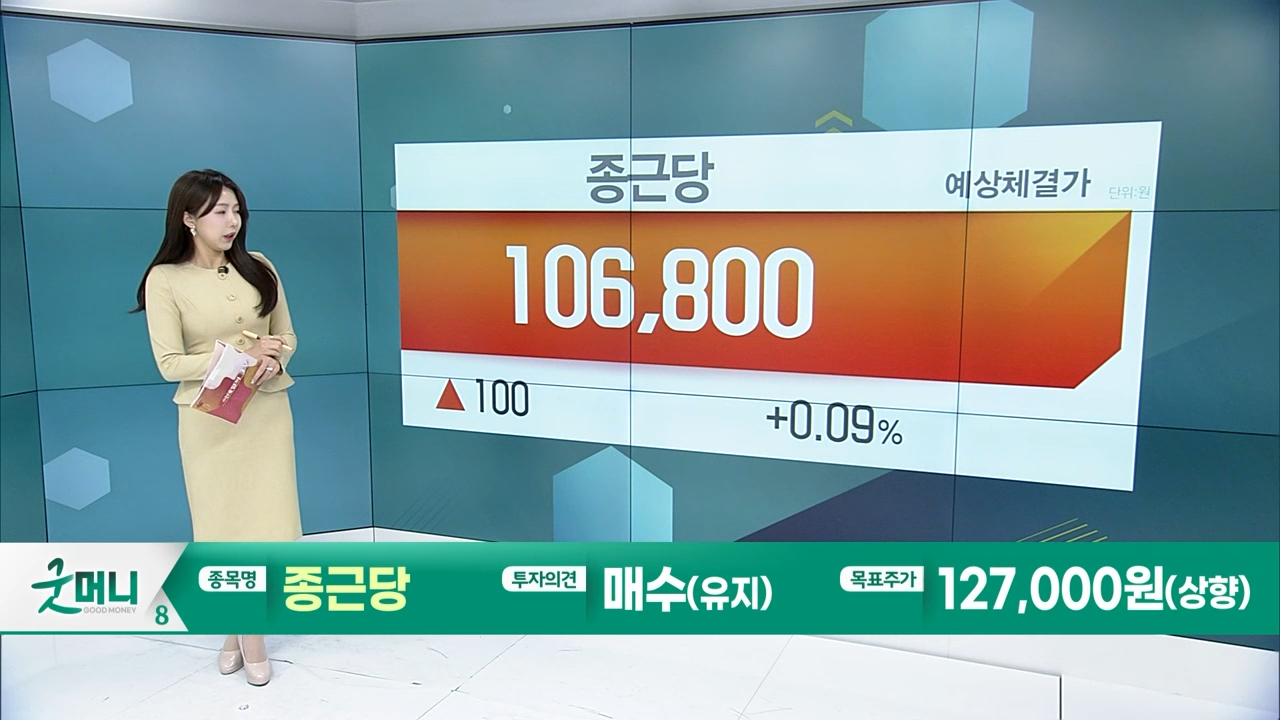 종근당
예상체결가
단위:원
106,800
▲100
+0.09%
굿머니
GOOD MONEY
8
종목명
종근당
투자의견
매수(유지)
목표주가
127,000원(상향)